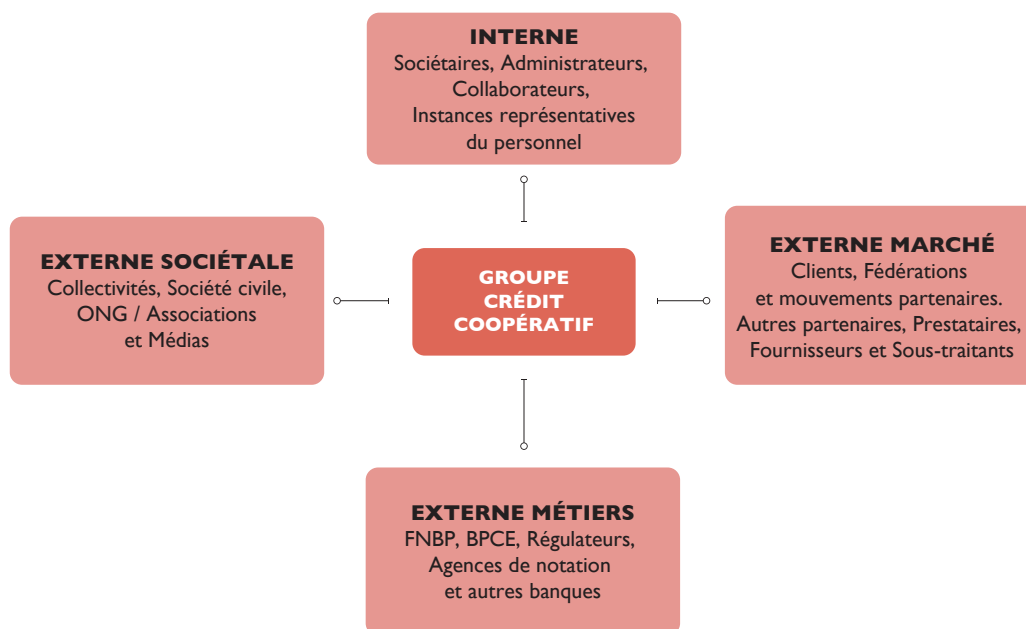 INTERNE
Sociétaires, Administrateurs,
Collaborateurs,
Instances représentatives
du personnel
EXTERNE SOCIÉTALE
Collectivités, Société civile,
ONG / Associations
et Médias
GROUPE
CRÉDIT
COOPÉRATIF
EXTERNE MARCHÉ
Clients, Fédérations
et mouvements partenaires.
Autres partenaires, Prestataires,
Fournisseurs et Sous-traitants
EXTERNE MÉTIERS
FNBP, BPCE, Régulateurs,
Agences de notation
et autres banques